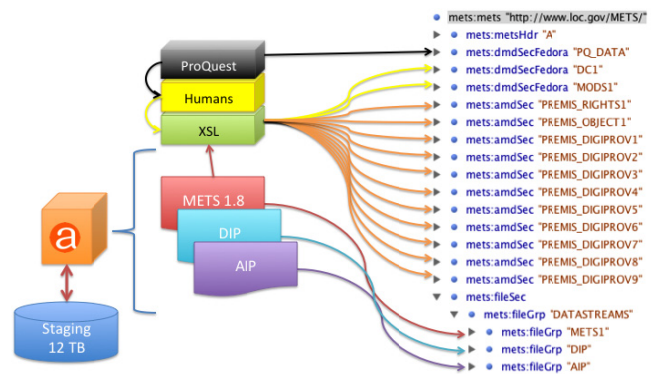 ProQuest
Humans
XSL
METS 1.8
DIP
AIP
a
Staging
12 TB
mets:mets "http://www.loc.gov/METS/"
mets:metsHdr "A"
mets:dmdSecFedora "PQ_DATA"
mets:dmdSecFedora "DC1"
mets:dmdSecFedora "MODS1"
mets:amdSec "PREMIS_RIGHTS1"
mets:amdSec "PREMIS_OBJECT1"
mets:amdSec "PREMIS_DIGIPROV1"
mets:amdSec "PREMIS_DIGIPROV2"
mets:amdSec "PREMIS_DIGIPROV3"
mets:amdSec "PREMIS_DIGIPROV4"
mets:amdSec "PREMIS_DIGIPROV5"
mets:amdSec "PREMIS_DIGIPROV6"
mets:amdSec "PREMIS_DIGIPROV7"
mets:amdSec "PREMIS_DIGIPROV8"
mets:amdSec "PREMIS_DIGIPROV9"
mets:fileSec
mets:fileGrp "DATASTREAMS"
mets:fileGrp "METS1"
mets:fileGrp "DIP"
mets:fileGrp "AIP"